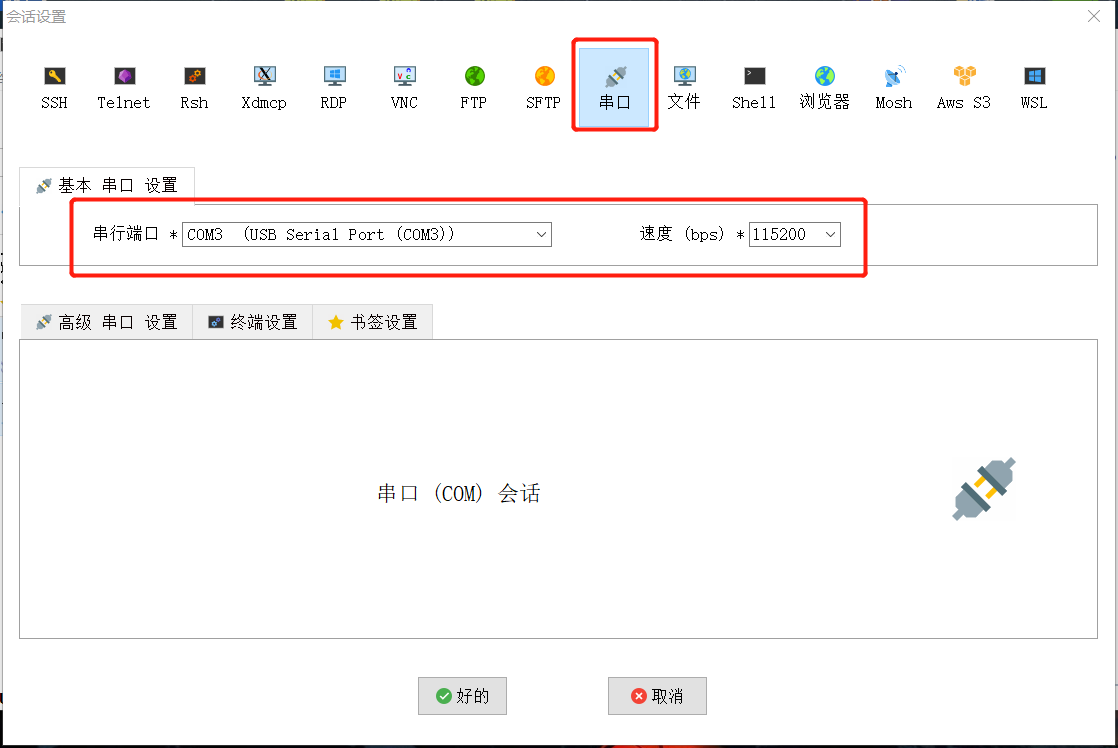 会话设置
SSH Telnet Rsh Xdmcp RDP VNC FTP SFTP 串口 文件 Shell 浏览器 Mosh Aws S3 WSL
基本 串口 设置
串行端口 * COM3 (USB Serial Port (COM3)) 速度 (bps) * 115200
高级 串口 设置 终端设置 书签设置
串口 (COM) 会话
好的 取消